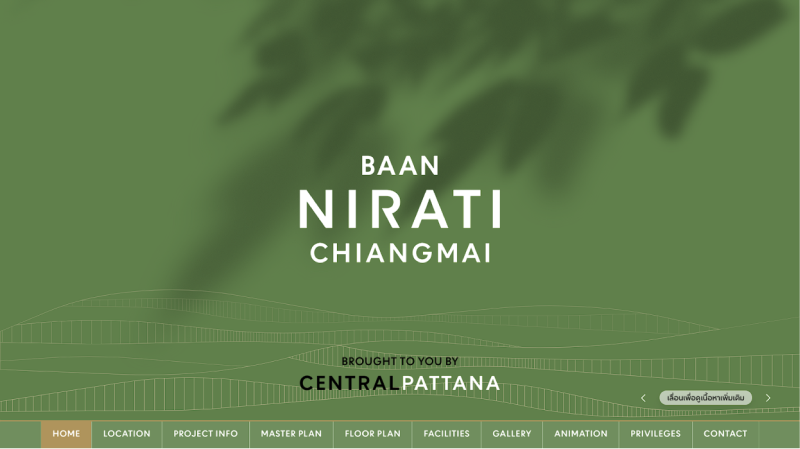 BAAN
NIRATI
CHIANGMAI
BROUGHT TO YOU BY
CENTRALPATTANA
เลื่อนเพื่อดูเนื้อหาเพิ่มเติม
HOME LOCATION PROJECT INFO MASTER PLAN FLOOR PLAN FACILITIES GALLERY ANIMATION PRIVILEGES CONTACT